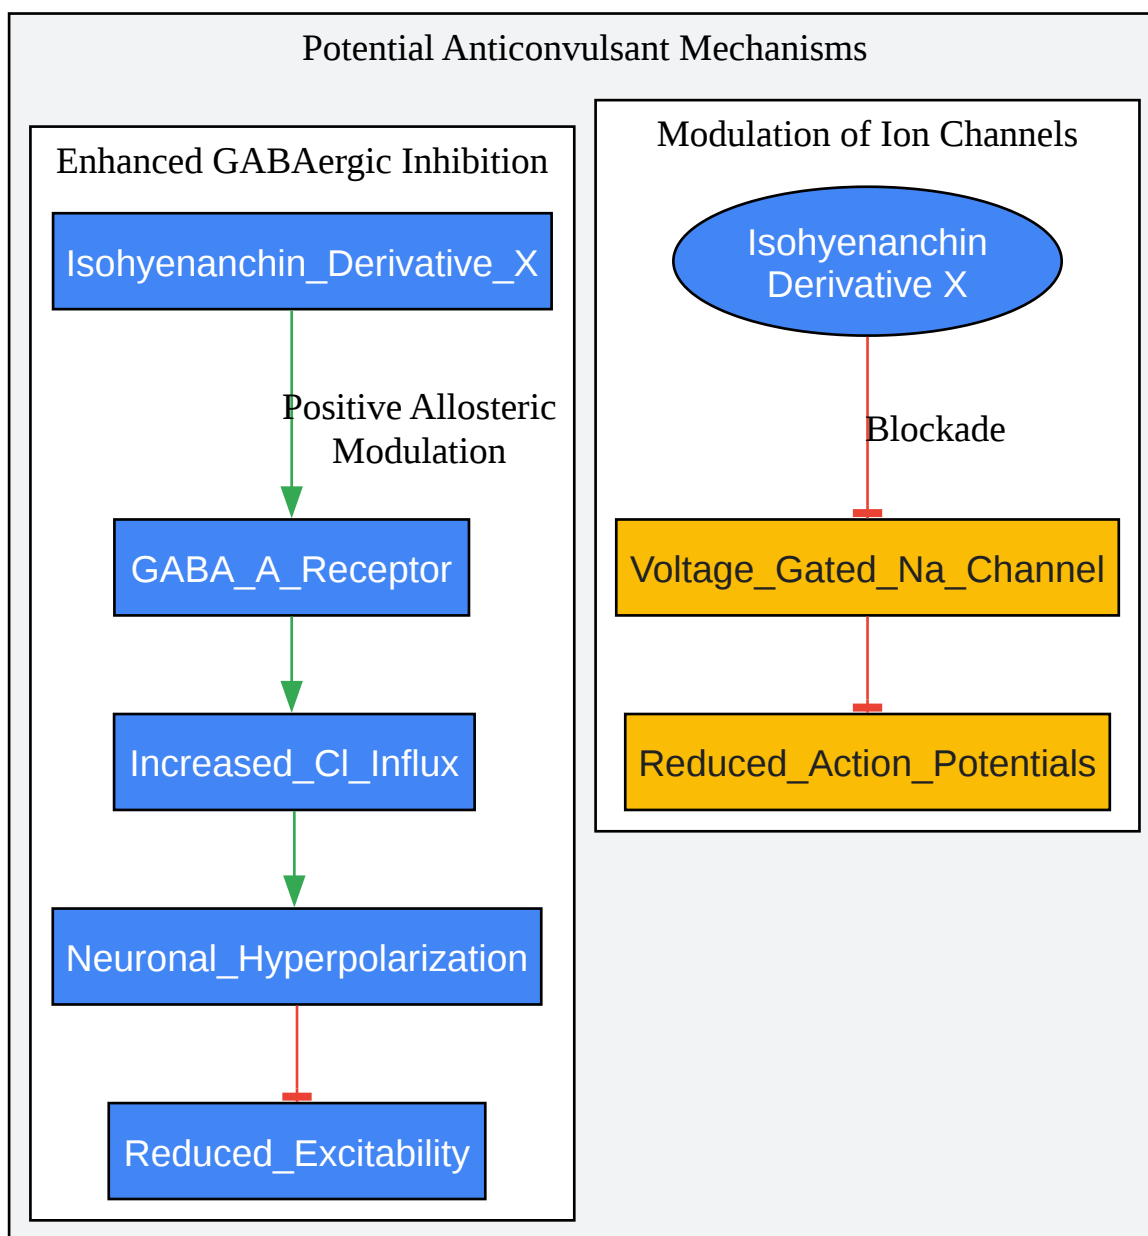 Potential Anticonvulsant Mechanisms
Enhanced GABAergic Inhibition
Isohyenanchin_Derivative_X
Positive Allosteric
Modulation
GABA_A_Receptor
Increased_Cl_Influx
Neuronal_Hyperpolarization
Reduced_Excitability
Modulation of Ion Channels
Isohyenanchin
Derivative X
Blockade
Voltage_Gated_Na_Channel
Reduced_Action_Potentials